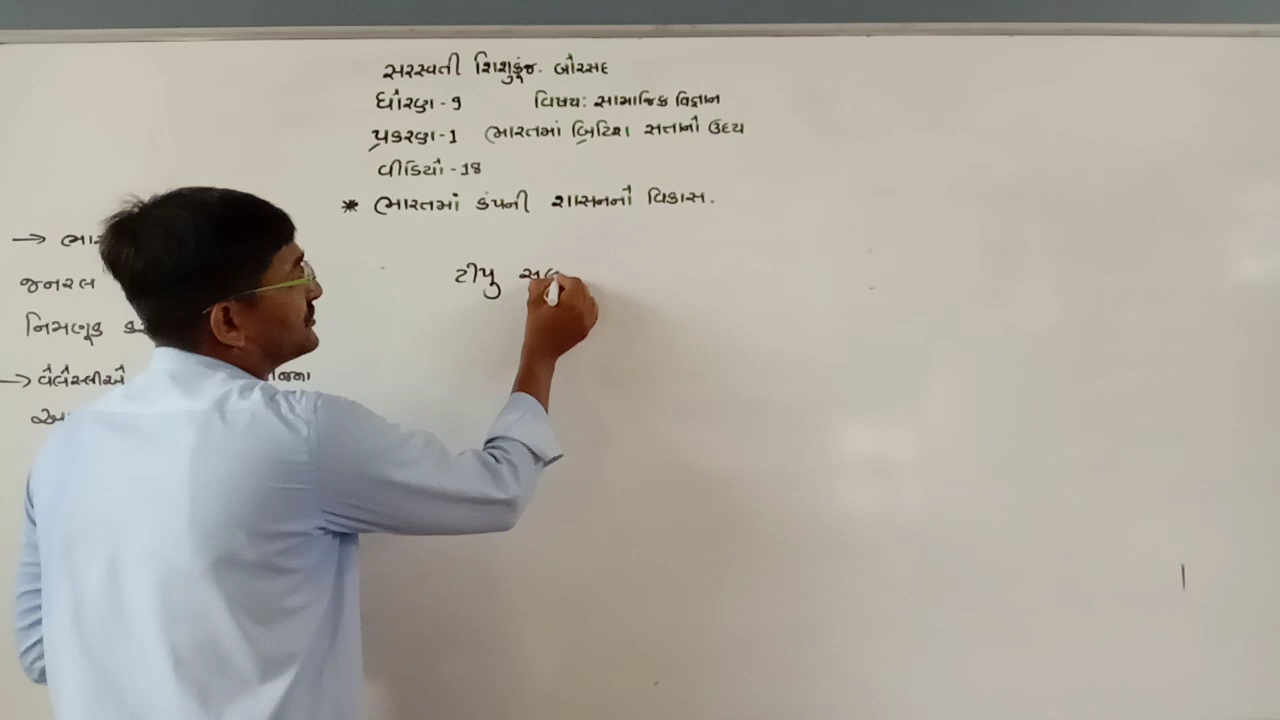 સરસ્વતી શિશુકુંજ. બોરસદ
ધોરણ - 9 વિષય: સામાજિક વિજ્ઞાન
પ્રકરણ - 1 ભારતમાં બ્રિટિશ સતાનો ઉદય
વીડિયો - 18
* ભારતમાં કંપની શાસનનો વિકાસ.
→
જનરલ
નિમણૂક
→ વેલેસ્લીએ
ટીપુ